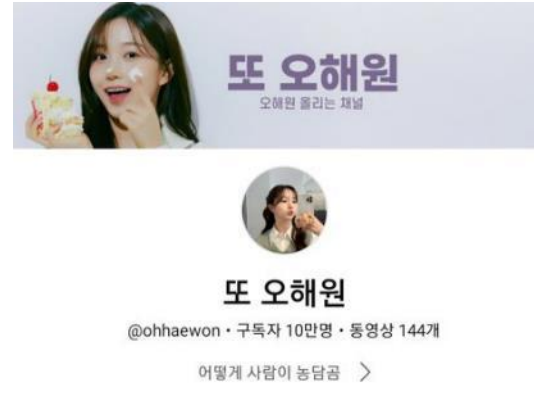 또 오해원
오해원 올리는 채널
또 오해원
@ohhaewon • 구독자 10만명 • 동영상 144개
어떻게 사람이 농담곰 >